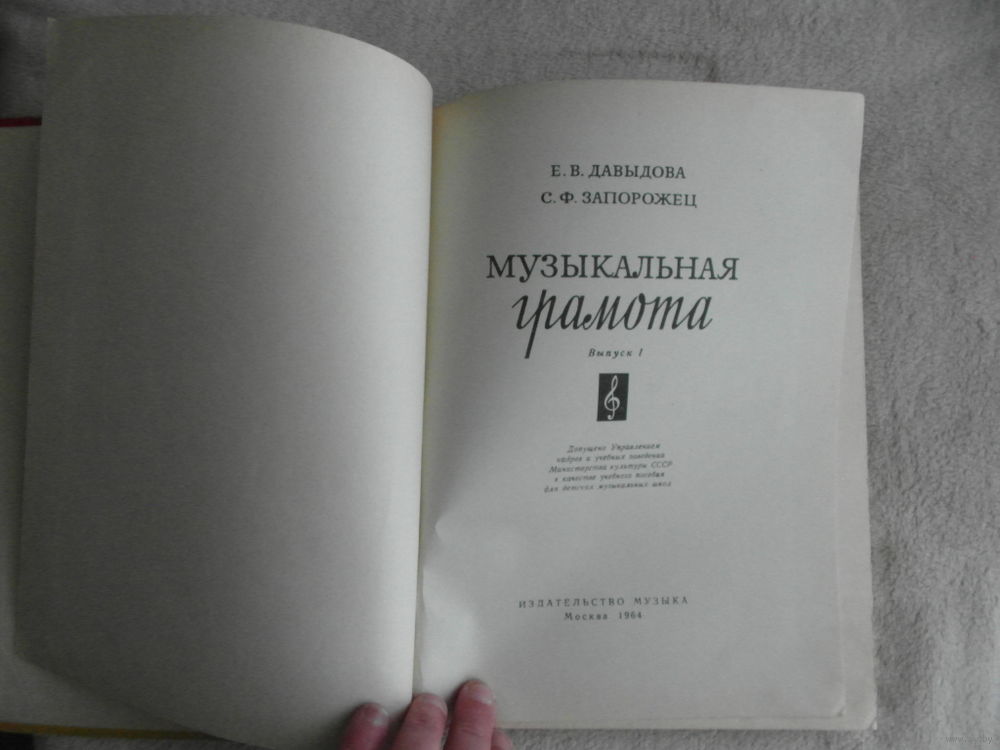 Е. В. ДАВЫДОВА
С. Ф. ЗАПОРОЖЕЦ
МУЗЫКАЛЬНАЯ
грамота
Выпуск I
Допущено Управлением
кадров и учебных заведений
Министерства культуры СССР
в качестве учебного пособия
для детских музыкальных школ
ИЗДАТЕЛЬСТВО МУЗЫКА
Москва 1964